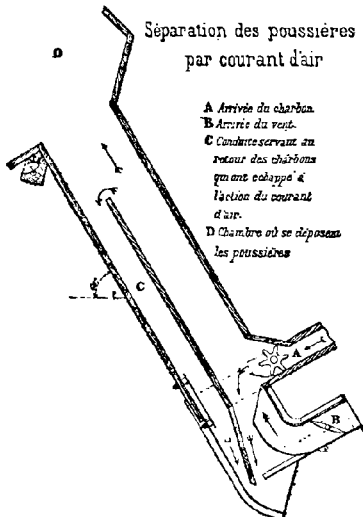 Séparation des poussières
par courant d'air
A Arrivée du charbon.
B Arrivée du vent.
C Conduite servant au
retour des charbons
qui ont échappé à
l'action du courant
d'air.
D Chambre où se déposent
les poussières
D
C
A
B